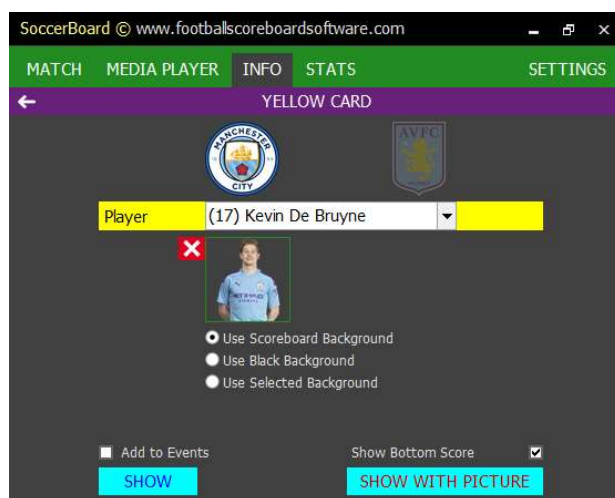 SoccerBoard © www.footballscoreboardsoftware.com
MATCH MEDIA PLAYER INFO STATS SETTINGS
YELLOW CARD
MANCHESTER
CITY
AVFC
Player (17) Kevin De Bruyne
Use Scoreboard Background
Use Black Background
Use Selected Background
Add to Events Show Bottom Score
SHOW SHOW WITH PICTURE